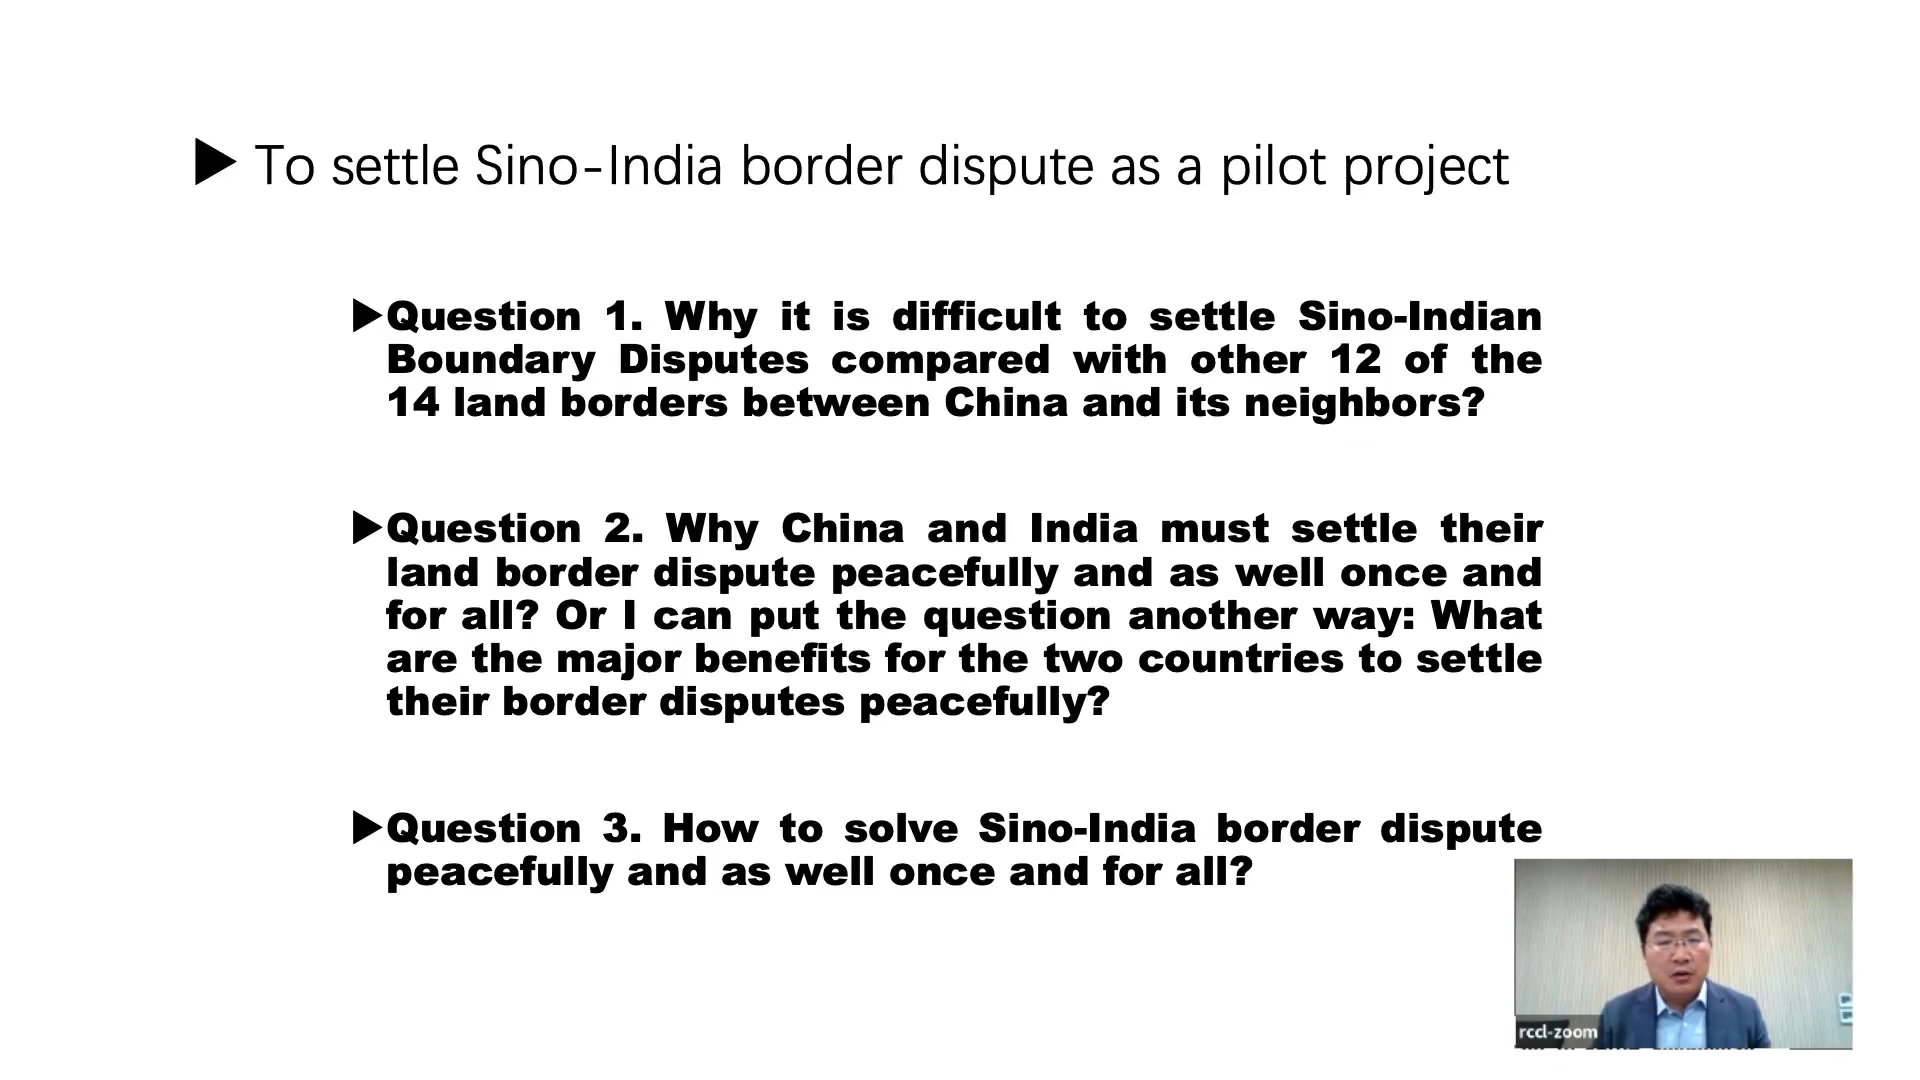 To settle Sino-India border dispute as a pilot project
Question 1. Why it is difficult to settle Sino-Indian
Boundary Disputes compared with other 12 of the
14 land borders between China and its neighbors?
Question 2. Why China and India must settle their
land border dispute peacefully and as well once and
for all? Or I can put the question another way: What
are the major benefits for the two countries to settle
their border disputes peacefully?
Question 3. How to solve Sino-India border dispute
peacefully and as well once and for all?
rccl-zoom